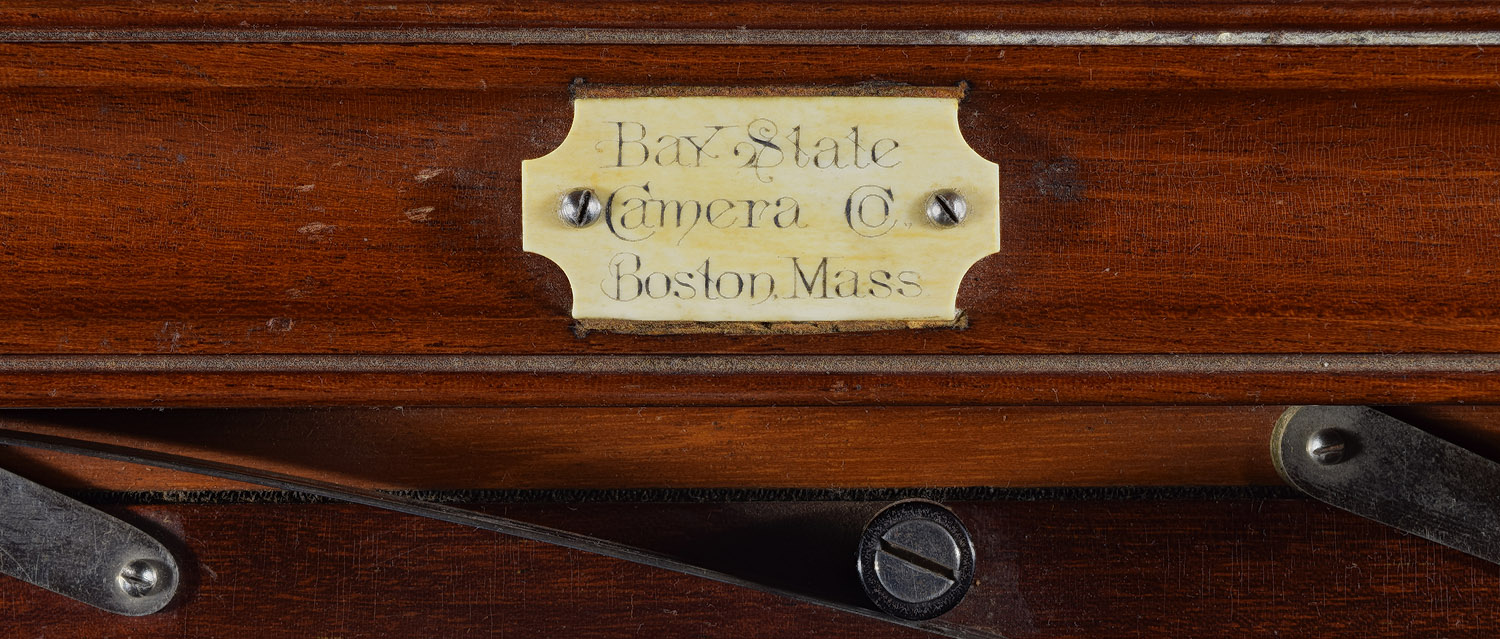 Bay State
Camera Co.
Boston, Mass